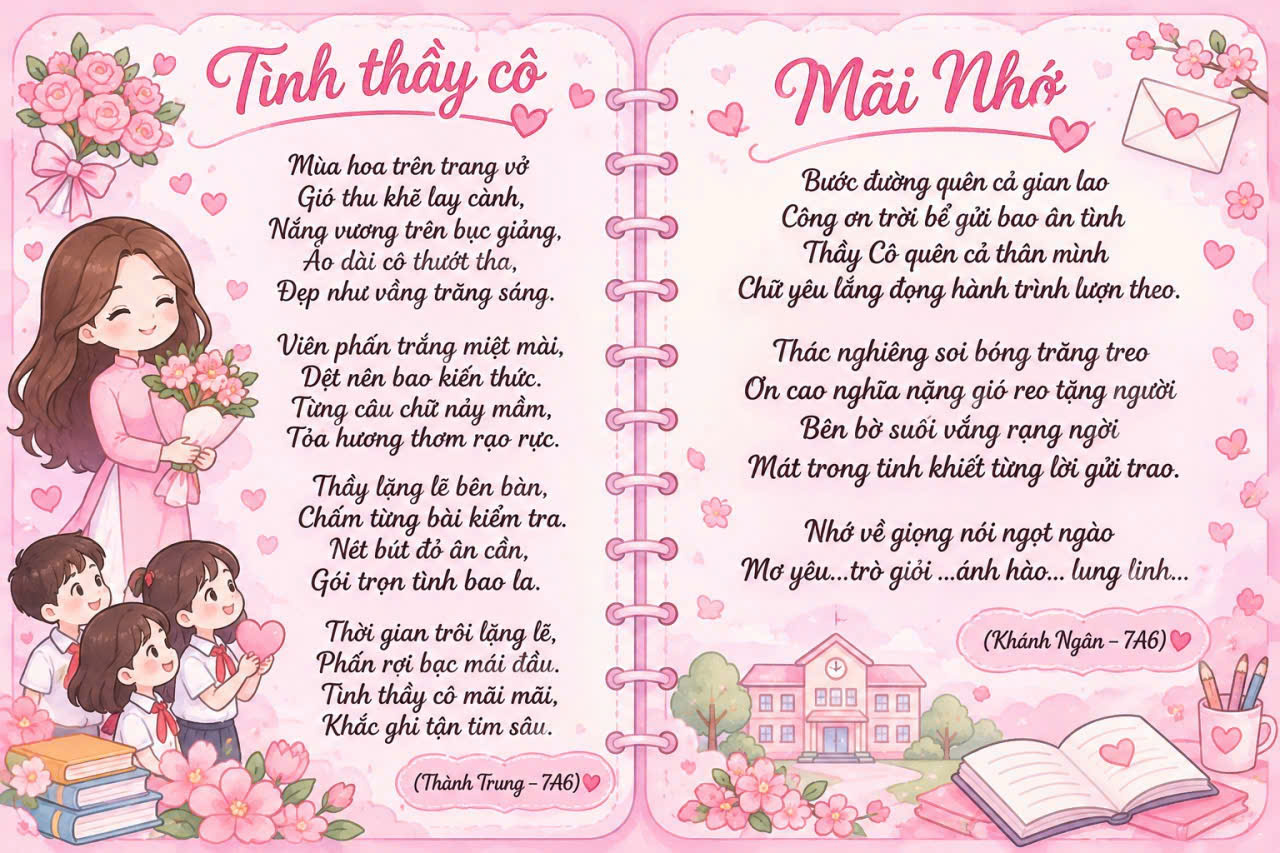 Tình thầy cô
Mùa hoa trên trang vở
Gió thu khẽ lay cành,
Nắng vương trên bục giảng,
Áo dài cô thướt tha,
Đẹp như vầng trăng sáng.
Viên phấn trắng miệt mài,
Dệt nên bao kiến thức.
Từng câu chữ nảy mầm,
Tỏa hương thơm rạo rực.
Thầy lặng lẽ bên bàn,
Chấm từng bài kiểm tra.
Nét bút đỏ ân cần,
Gói trọn tình bao la.
Thời gian trôi lặng lẽ,
Phấn rơi bạc mái đầu.
Tình thầy cô mãi mãi,
Khắc ghi tận tim sâu.
(Thành Trung – 7A6)
Mãi Nhớ
Bước đường quên cả gian lao
Công ơn trời bể gửi bao ân tình
Thầy Cô quên cả thân mình
Chữ yêu lắng đọng hành trình lượn theo.
Thác nghiêng soi bóng trăng treo
Ơn cao nghĩa nặng gió reo tặng người
Bên bờ suối vắng rạng ngời
Mát trong tinh khiết từng lời gửi trao.
Nhớ về giọng nói ngọt ngào
Mơ yêu...trò giỏi ...ánh hào... lung linh...
(Khánh Ngân – 7A6)